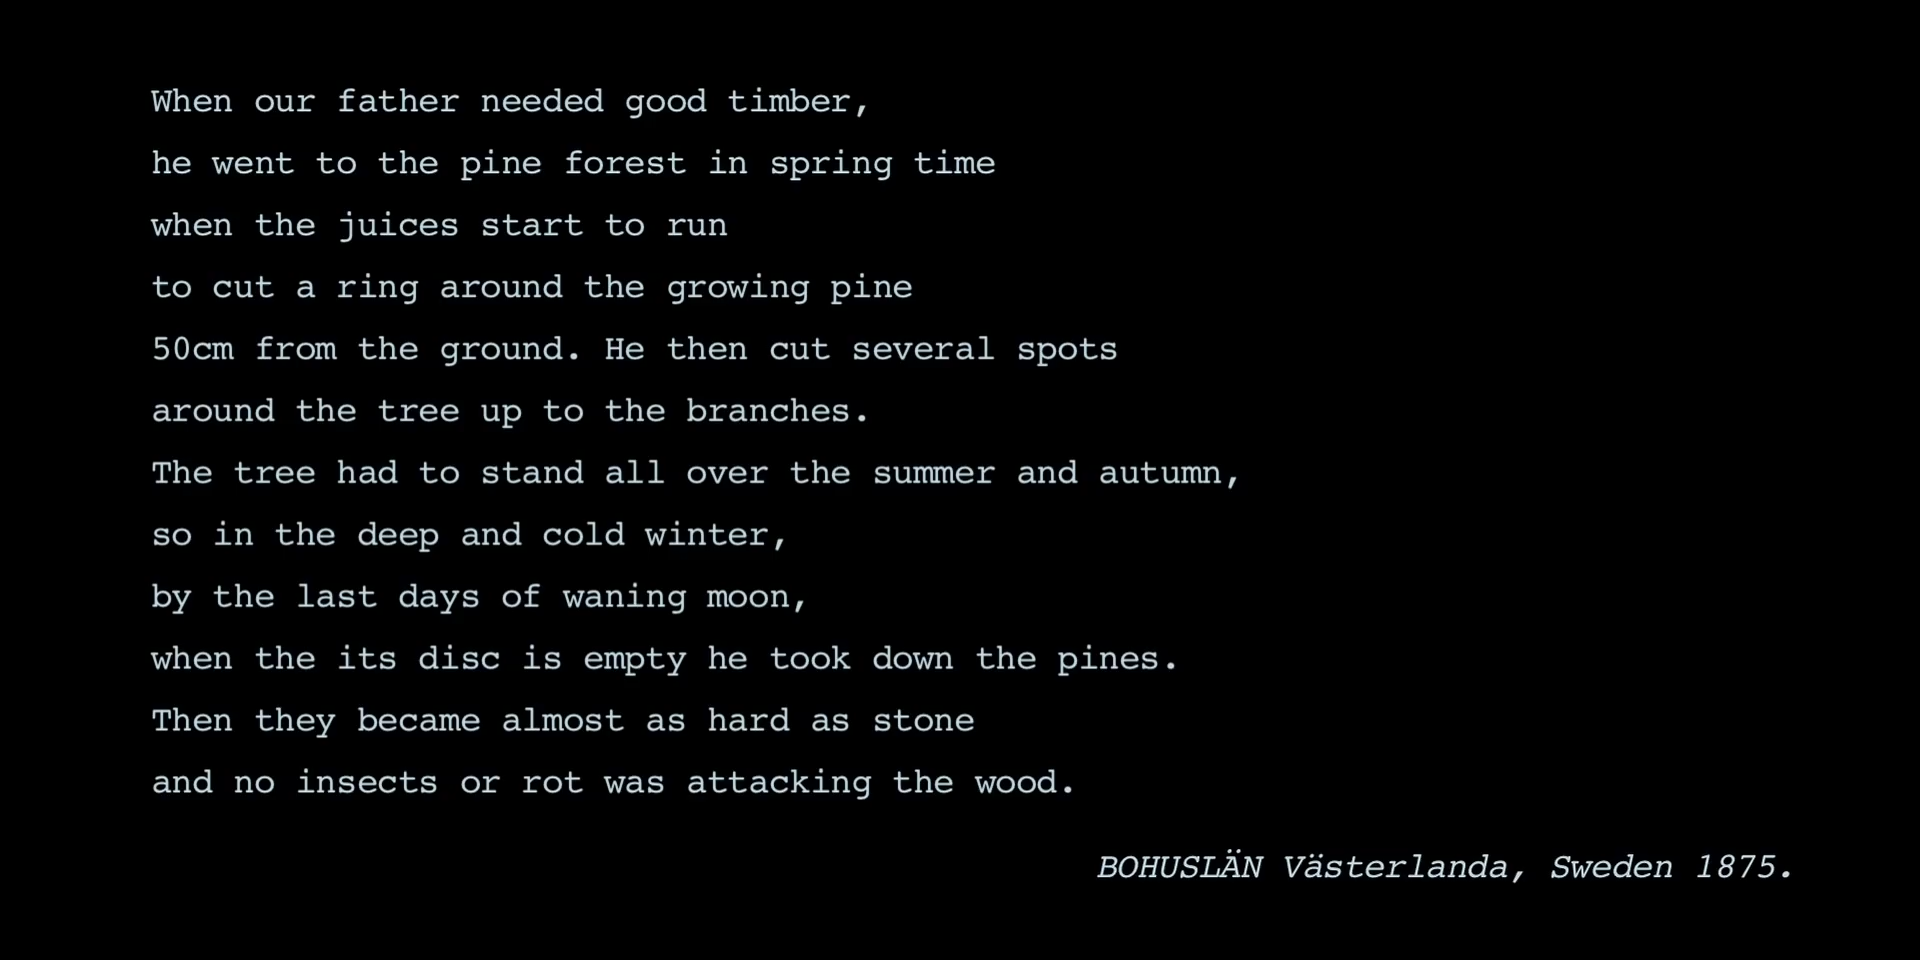 When our father needed good timber,
he went to the pine forest in spring time
when the juices start to run
to cut a ring around the growing pine
50cm from the ground. He then cut several spots
around the tree up to the branches.
The tree had to stand all over the summer and autumn,
so in the deep and cold winter,
by the last days of waning moon,
when the its disc is empty he took down the pines.
Then they became almost as hard as stone
and no insects or rot was attacking the wood.
BOHUSLÄN Västerlanda, Sweden 1875.